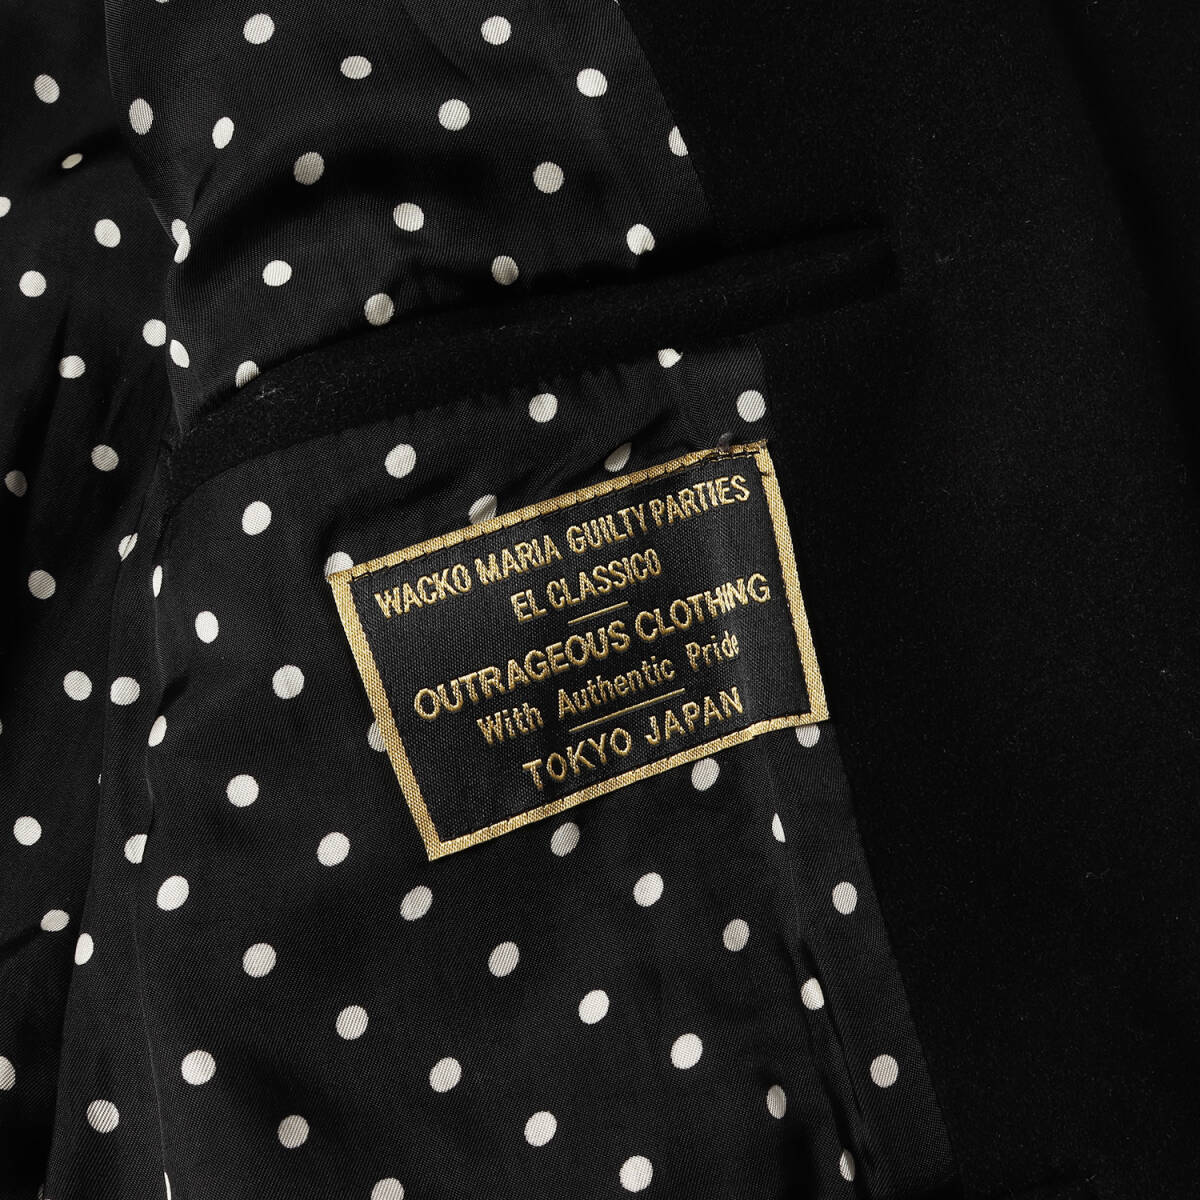 WACKO MARIA GUILTY PARTIES
EL CLASSICO
OUTRAGEOUS CLOTHING
With Authentic Pride
TOKYO JAPAN